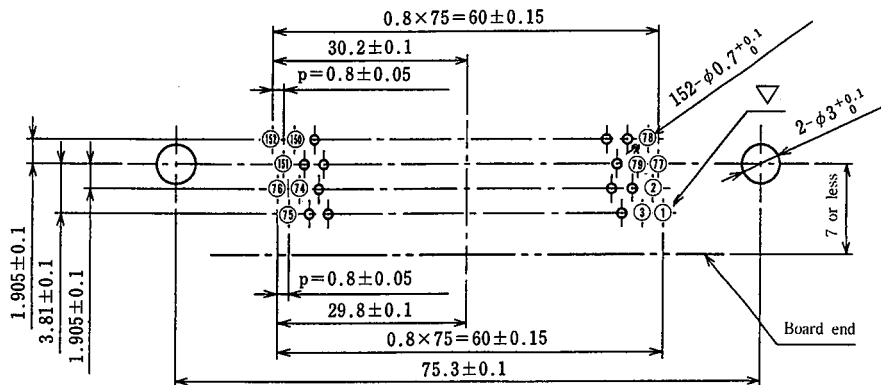 0.8×75=60±0.15
30.2±0.1
p=0.8±0.05
152-φ0.7+0.1 0
2-φ3+0.1 0
152 150 78
151 79 77
76 74 2
75 3 1
7 or less
1.905±0.1
3.81±0.1
1.905±0.1
p=0.8±0.05
29.8±0.1
0.8×75=60±0.15
75.3±0.1
Board end